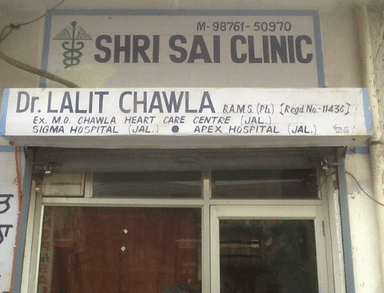 M-98761-50970
SHRI SAI CLINIC
Dr. LALIT CHAWLA B.A.M.S. (Pb.) [Regd No.-11436]
Ex. M.O. CHAWLA HEART CARE CENTRE (JAL.)
SIGMA HOSPITAL (JAL.) ● APEX HOSPITAL (JAL.)